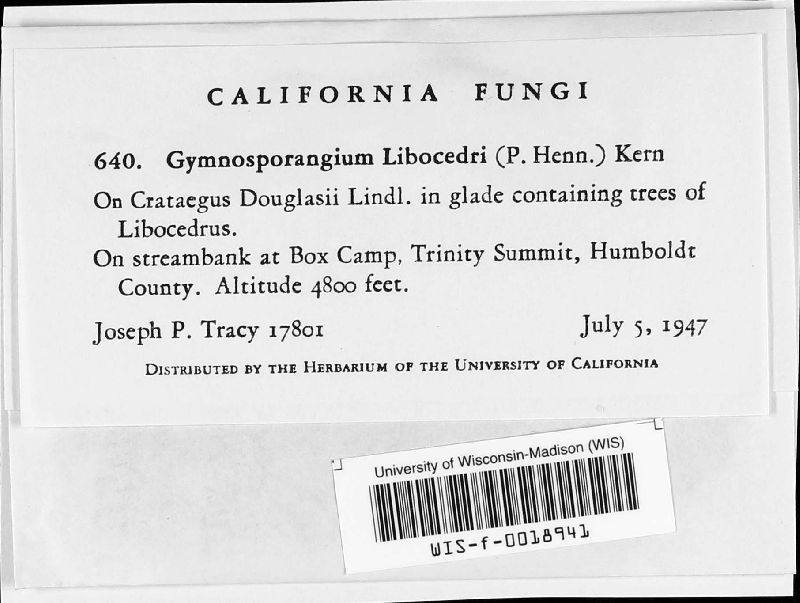 CALIFORNIA FUNGI
640. Gymnosporangium Libocedri (P. Henn.) Kern
On Crataegus Douglasii Lindl. in glade containing trees of
Libocedrus.
On streambank at Box Camp, Trinity Summit, Humboldt
County. Altitude 4800 feet.
Joseph P. Tracy 17801 July 5, 1947
DISTRIBUTED BY THE HERBARIUM OF THE UNIVERSITY OF CALIFORNIA
University of Wisconsin-Madison (WIS)
WIS-f-0018941